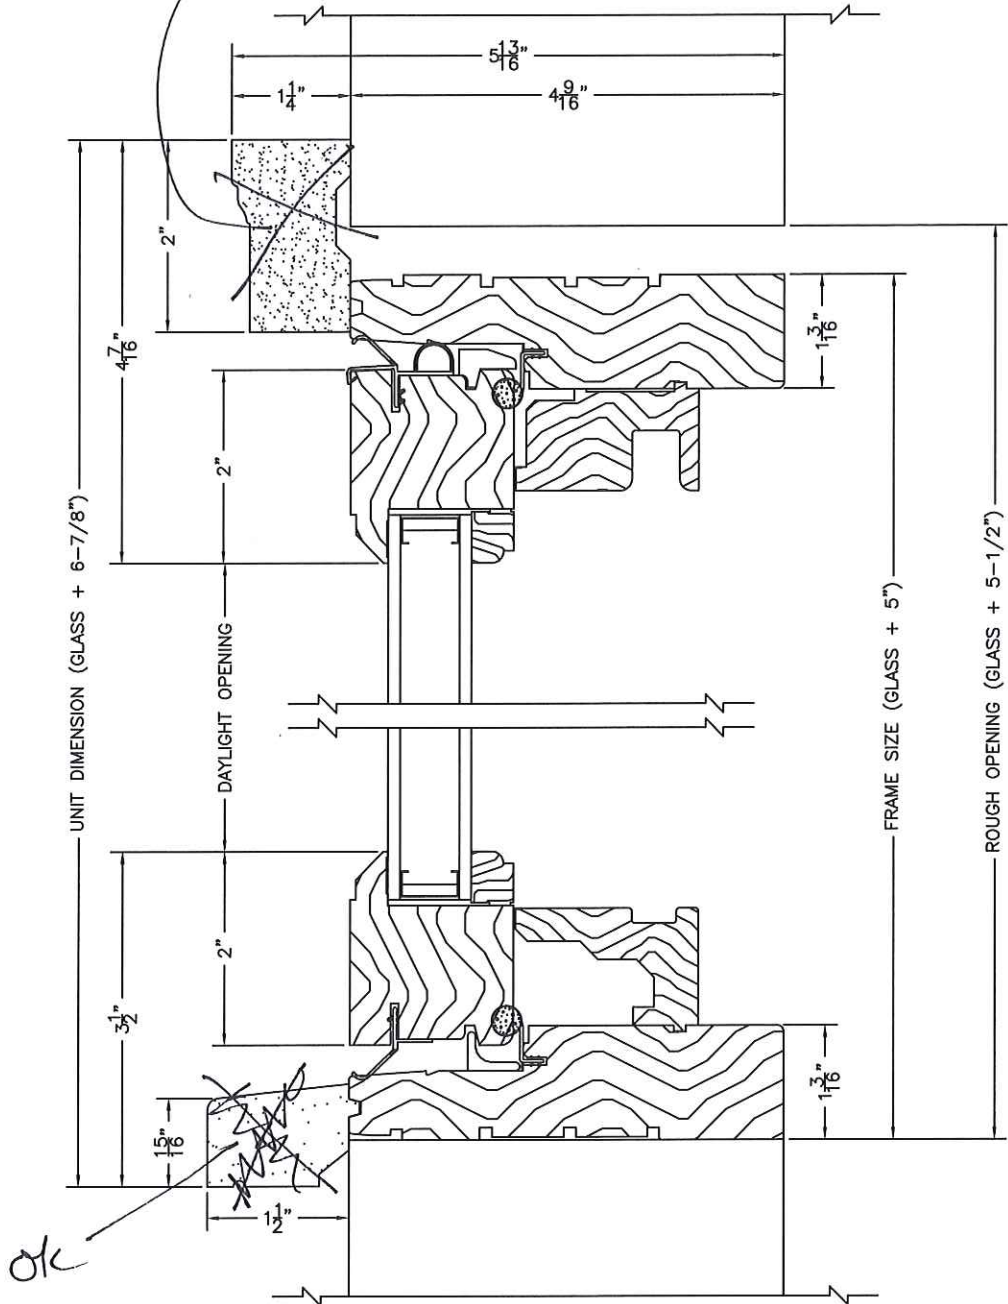 5 13/16"
1 1/4"
4 9/16"
2"
4 7/16"
1 3/16"
2"
UNIT DIMENSION (GLASS + 6-7/8")
DAYLIGHT OPENING
FRAME SIZE (GLASS + 5")
ROUGH OPENING (GLASS + 5-1/2")
2"
3 1/2"
1 3/16"
15/16"
1 1/2"
OK